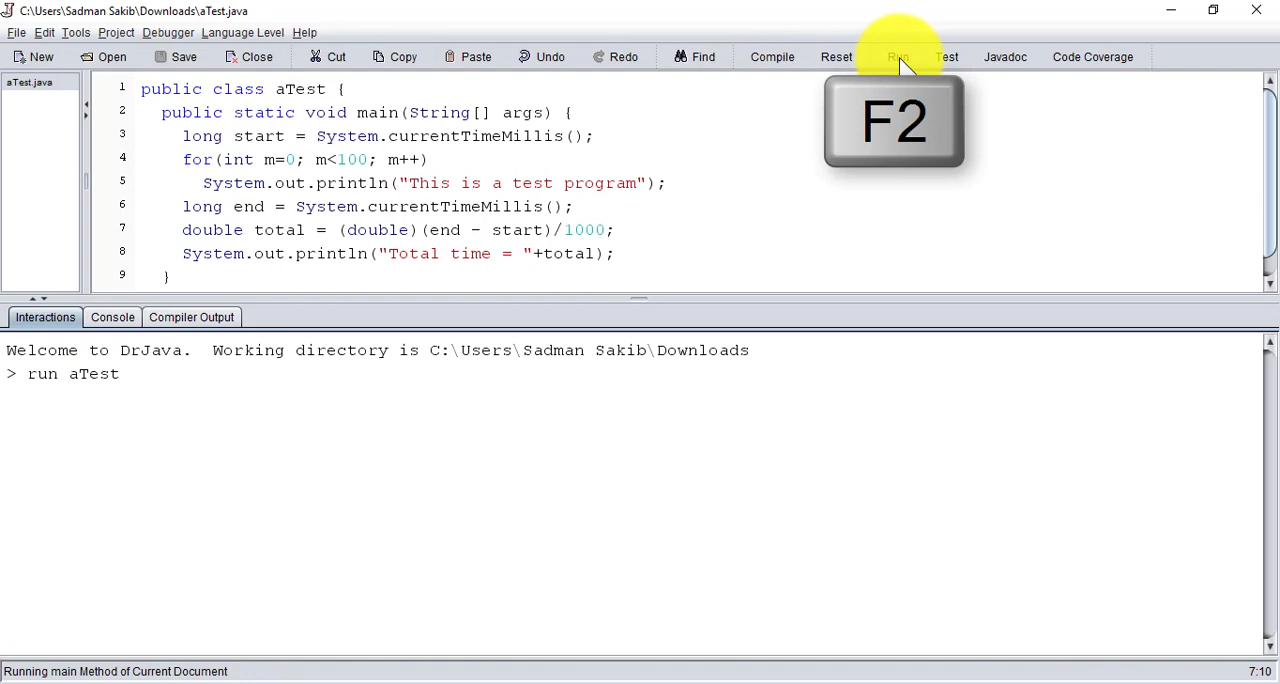 C:\Users\Sadman Sakib\Downloads\aTest.java
File Edit Tools Project Debugger Language Level Help
New Open Save Close Cut Copy Paste Undo Redo Find Compile Reset Run Test Javadoc Code Coverage
F2
aTest.java
1 public class aTest {
2 public static void main(String[] args) {
3 long start = System.currentTimeMillis();
4 for(int m=0; m<100; m++)
5 System.out.println("This is a test program");
6 long end = System.currentTimeMillis();
7 double total = (double)(end - start)/1000;
8 System.out.println("Total time = "+total);
9 }
Interactions Console Compiler Output
Welcome to DrJava.  Working directory is C:\Users\Sadman Sakib\Downloads
> run aTest
Running main Method of Current Document 7:10